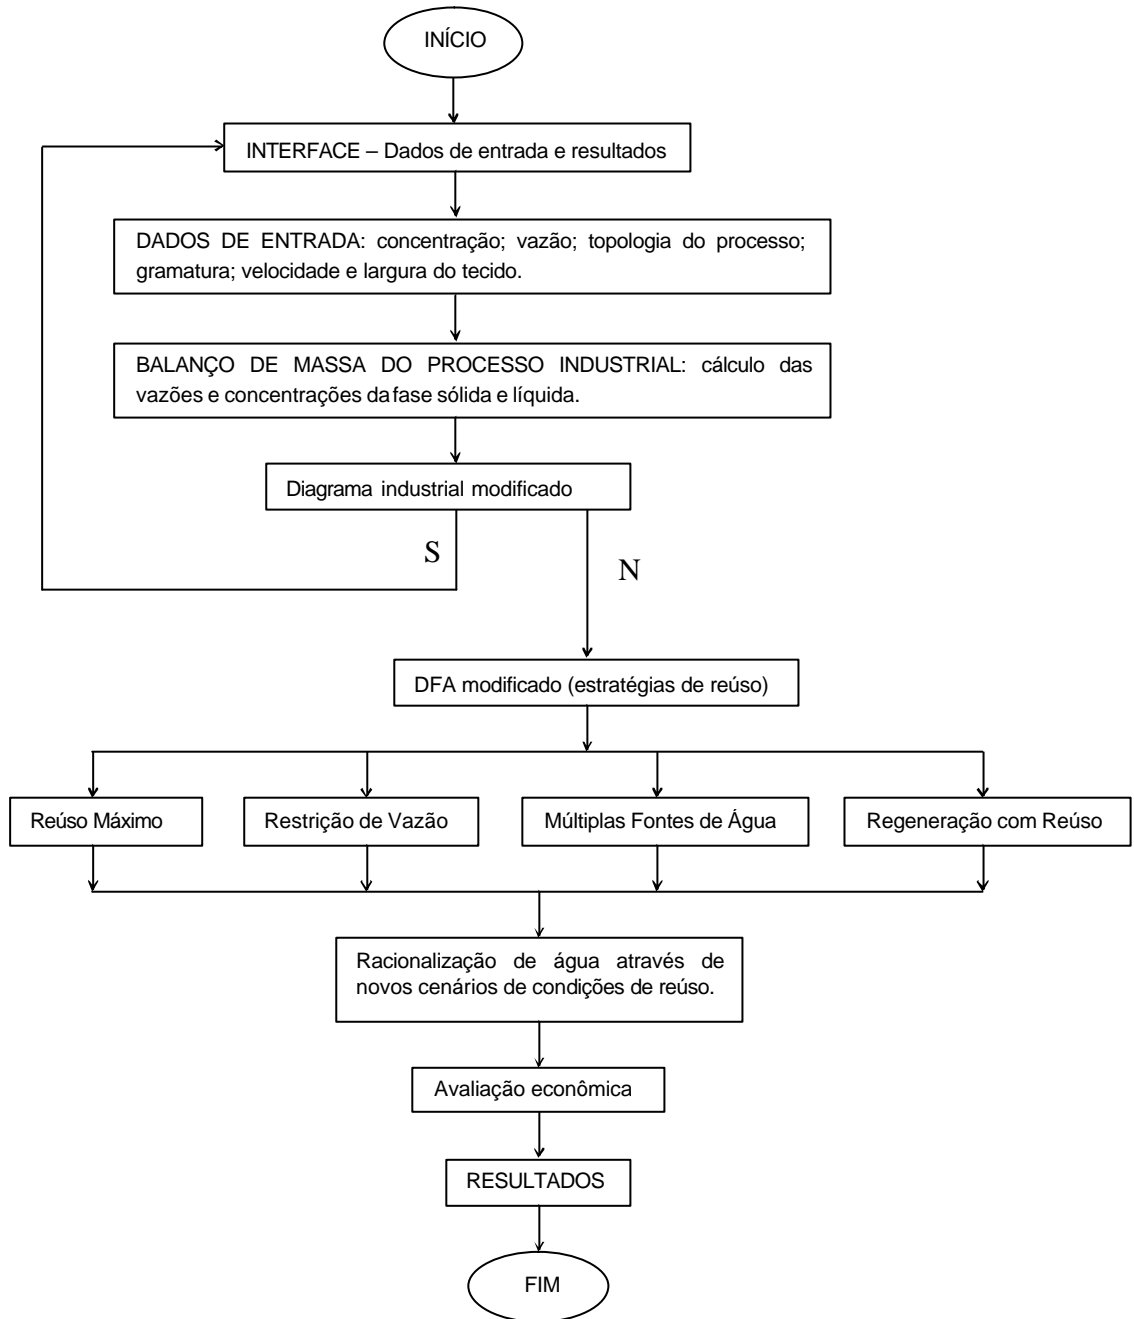 INÍCIO
INTERFACE – Dados de entrada e resultados
DADOS DE ENTRADA: concentração; vazão; topologia do processo;
gramatura; velocidade e largura do tecido.
BALANÇO DE MASSA DO PROCESSO INDUSTRIAL: cálculo das
vazões e concentrações da fase sólida e líquida.
Diagrama industrial modificado
S
N
DFA modificado (estratégias de reúso)
Reúso Máximo
Restrição de Vazão
Múltiplas Fontes de Água
Regeneração com Reúso
Racionalização de água através de
novos cenários de condições de reúso.
Avaliação econômica
RESULTADOS
FIM